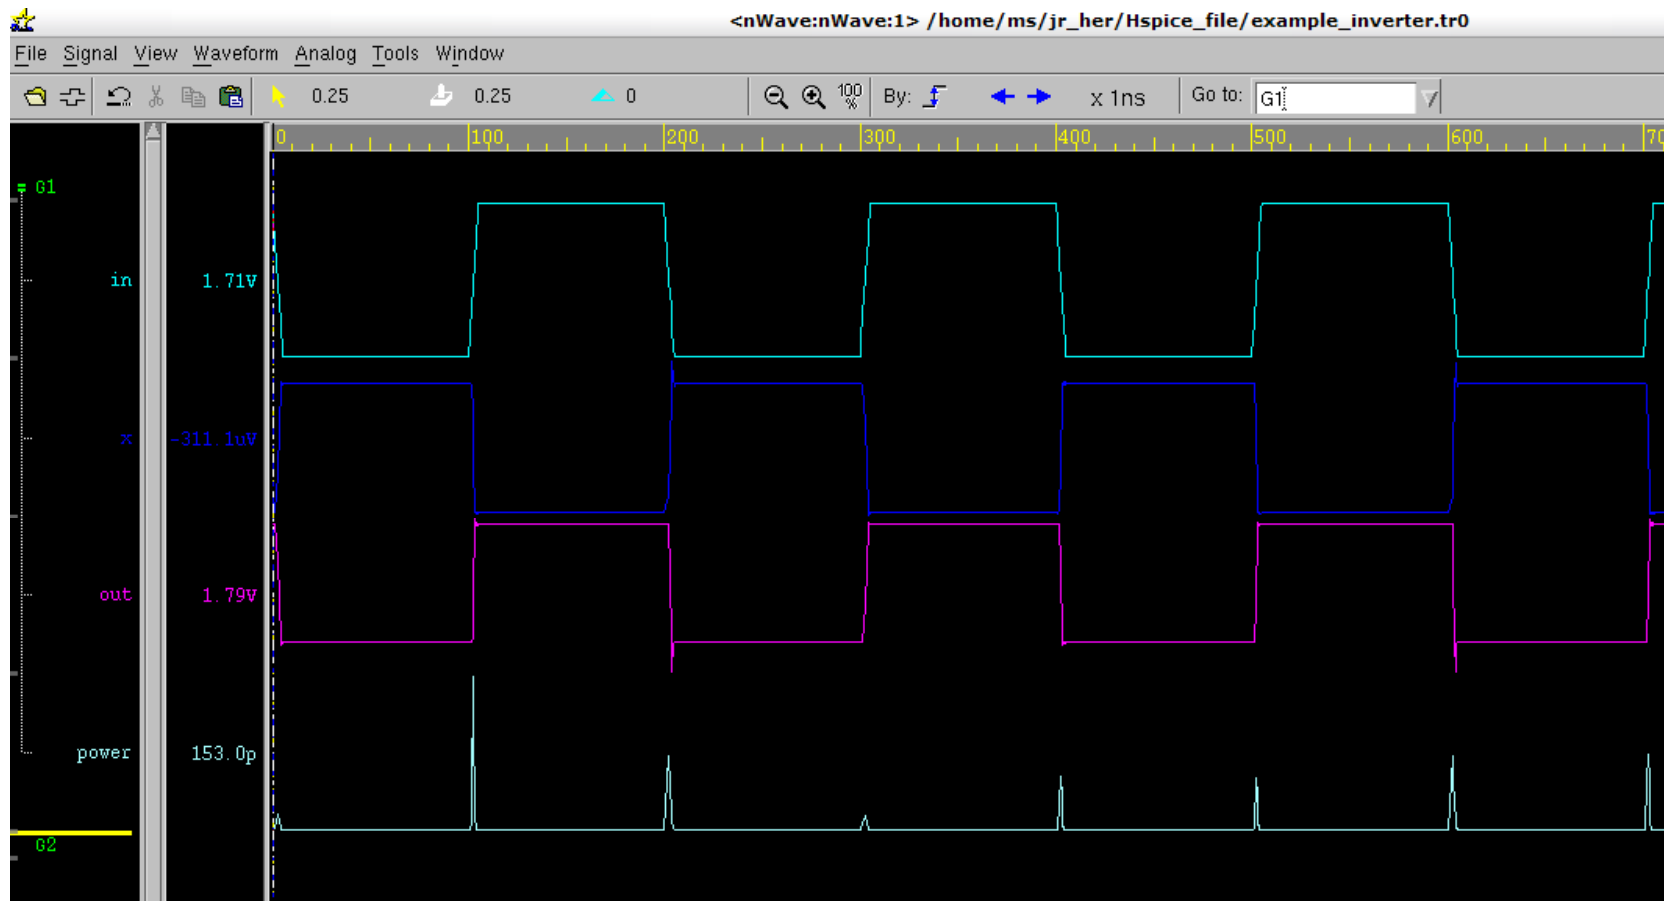 <nWave:nWave:1> /home/ms/jr_her/Hspice_file/example_inverter.tr0
File Signal View Waveform Analog Tools Window
0.25 0.25 0 100 % By: x 1ns Go to: G1
0 100 200 300 400 500 600 70
G1
in 1.71V
x -311.1uV
out 1.79V
power 153.0p
G2